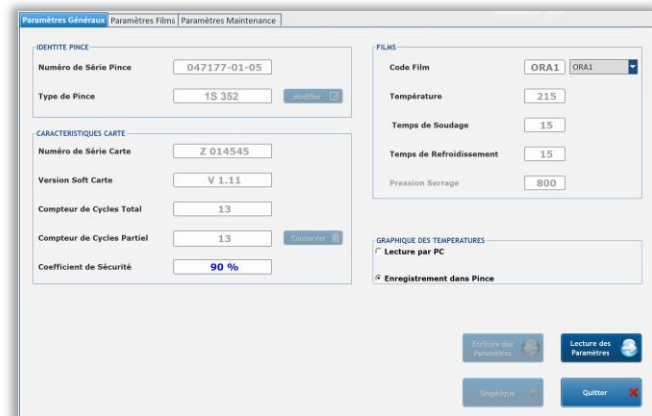 Paramètres Généraux Paramètres Films Paramètres Maintenance
IDENTITE PINCE
Numéro de Série Pince 047177-01-05
Type de Pince 1S 352 Modifier
CARACTERISTIQUES CARTE
Numéro de Série Carte Z 014545
Version Soft Carte V 1.11
Compteur de Cycles Total 13
Compteur de Cycles Partiel 13
Coefficient de Sécurité 90 %
FILMS
Code Film ORA1 ORA1
Température 215
Temps de Soudage 15
Temps de Refroidissement 15
Pression Serrage 800
GRAPHIQUE DES TEMPERATURES
Lecture par PC
Enregistrement dans Pince
Ecriture des
Paramètres
Lecture des
Paramètres
Graphique
Quitter